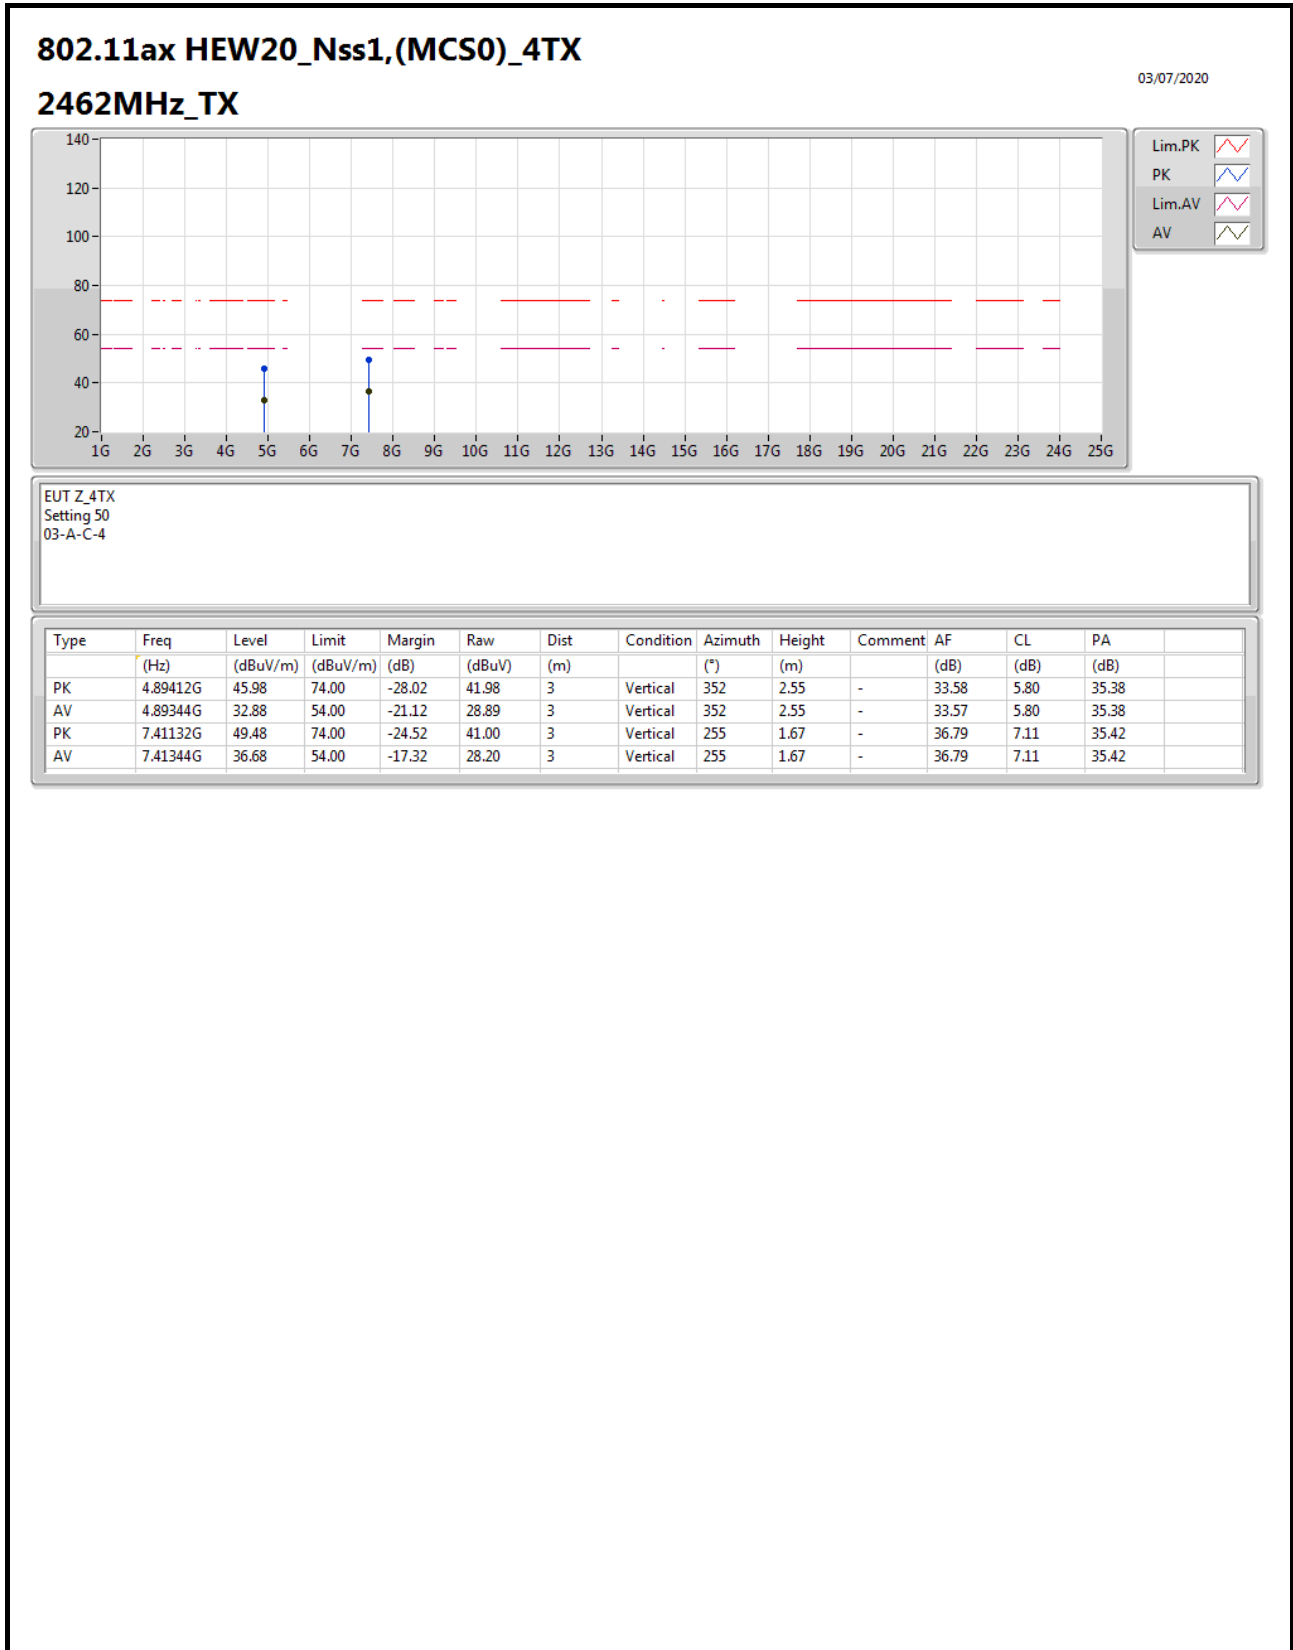 802.11ax HEW20_Nss1,(MCS0)_4TX
03/07/2020
2462MHz_TX
140
120
100
80
60
40
20
1G 2G 3G 4G 5G 6G 7G 8G 9G 10G 11G 12G 13G 14G 15G 16G 17G 18G 19G 20G 21G 22G 23G 24G 25G
Lim.PK
PK
Lim.AV
AV
EUT Z_4TX
Setting 50
03-A-C-4
Type Freq Level Limit Margin Raw Dist Condition Azimuth Height Comment AF CL PA
(Hz) (dBuV/m) (dBuV/m) (dB) (dBuV) (m) (°) (m) (dB) (dB) (dB)
PK 4.89412G 45.98 74.00 -28.02 41.98 3 Vertical 352 2.55 - 33.58 5.80 35.38
AV 4.89344G 32.88 54.00 -21.12 28.89 3 Vertical 352 2.55 - 33.57 5.80 35.38
PK 7.41132G 49.48 74.00 -24.52 41.00 3 Vertical 255 1.67 - 36.79 7.11 35.42
AV 7.41344G 36.68 54.00 -17.32 28.20 3 Vertical 255 1.67 - 36.79 7.11 35.42